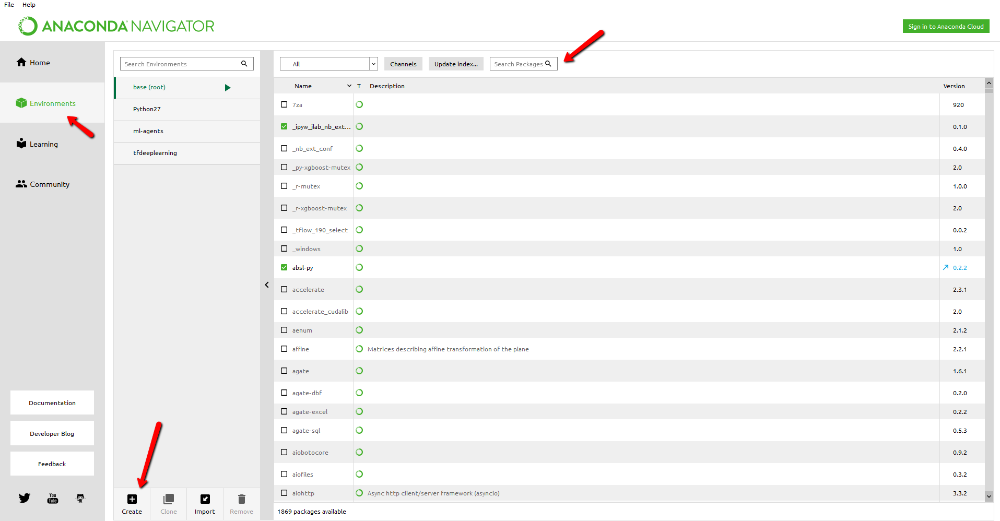 File Help
ANACONDA NAVIGATOR
Sign in to Anaconda Cloud
Home
Environments
Learning
Community
Documentation
Developer Blog
Feedback
You
Tube
Search Environments
base (root)
Python27
ml-agents
tfdeeplearning
Create Clone Import Remove
All Channels Update index... Search Packages
Name T Description Version
7za 920
_ipyw_jlab_nb_ext... 0.1.0
_nb_ext_conf 0.4.0
_py-xgboost-mutex 2.0
_r-mutex 1.0.0
_r-xgboost-mutex 2.0
_tflow_190_select 0.0.2
_windows 1.0
absl-py 0.2.2
accelerate 2.3.1
accelerate_cudalib 2.0
aenum 2.1.2
affine Matrices describing affine transformation of the plane 2.2.1
agate 1.6.1
agate-dbf 0.2.0
agate-excel 0.2.2
agate-sql 0.5.3
aiobotocore 0.9.2
aiofiles 0.3.2
aiohttp Async http client/server framework (asyncio) 3.3.2
1869 packages available